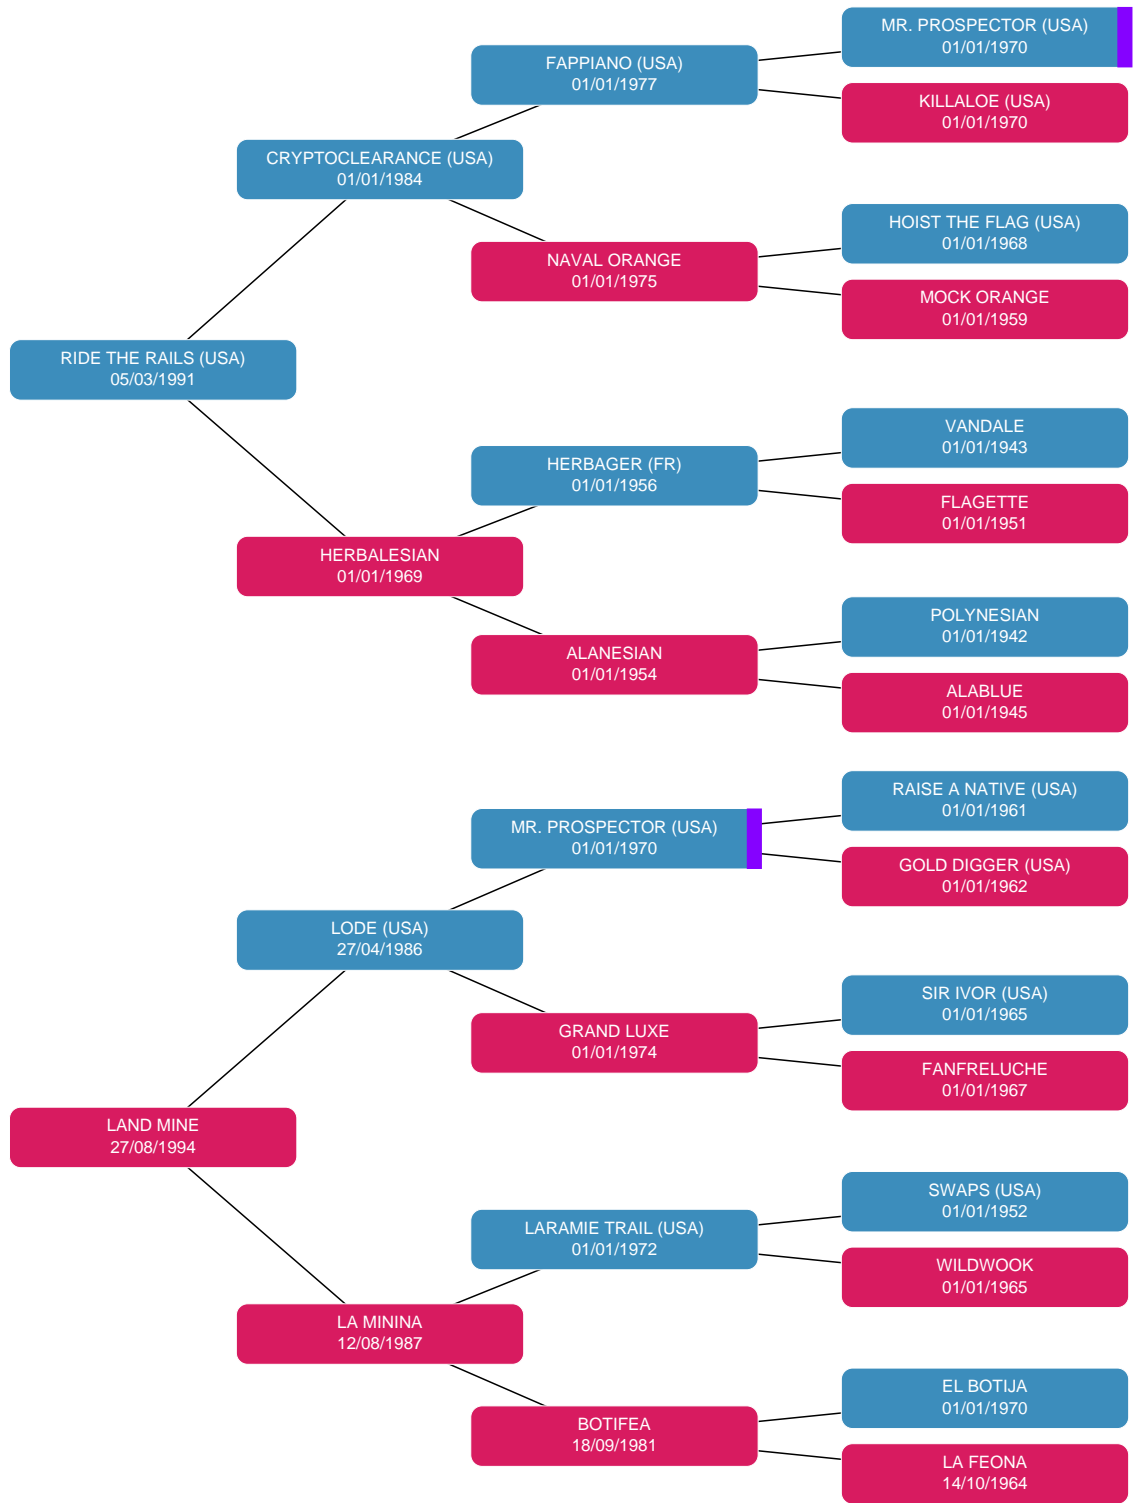 MR. PROSPECTOR (USA)
01/01/1970
FAPPIANO (USA)
01/01/1977
KILLALOE (USA)
01/01/1970
CRYPTOCLEARANCE (USA)
01/01/1984
HOIST THE FLAG (USA)
01/01/1968
NAVAL ORANGE
01/01/1975
MOCK ORANGE
01/01/1959
RIDE THE RAILS (USA)
05/03/1991
VANDALE
01/01/1943
HERBAGER (FR)
01/01/1956
FLAGETTE
01/01/1951
HERBALESIAN
01/01/1969
POLYNESIAN
01/01/1942
ALANESIAN
01/01/1954
ALABLUE
01/01/1945
RAISE A NATIVE (USA)
01/01/1961
MR. PROSPECTOR (USA)
01/01/1970
GOLD DIGGER (USA)
01/01/1962
LODE (USA)
27/04/1986
SIR IVOR (USA)
01/01/1965
GRAND LUXE
01/01/1974
FANFRELUCHE
01/01/1967
LAND MINE
27/08/1994
SWAPS (USA)
01/01/1952
LARAMIE TRAIL (USA)
01/01/1972
WILDWOOK
01/01/1965
LA MININA
12/08/1987
EL BOTIJA
01/01/1970
BOTIFEA
18/09/1981
LA FEONA
14/10/1964